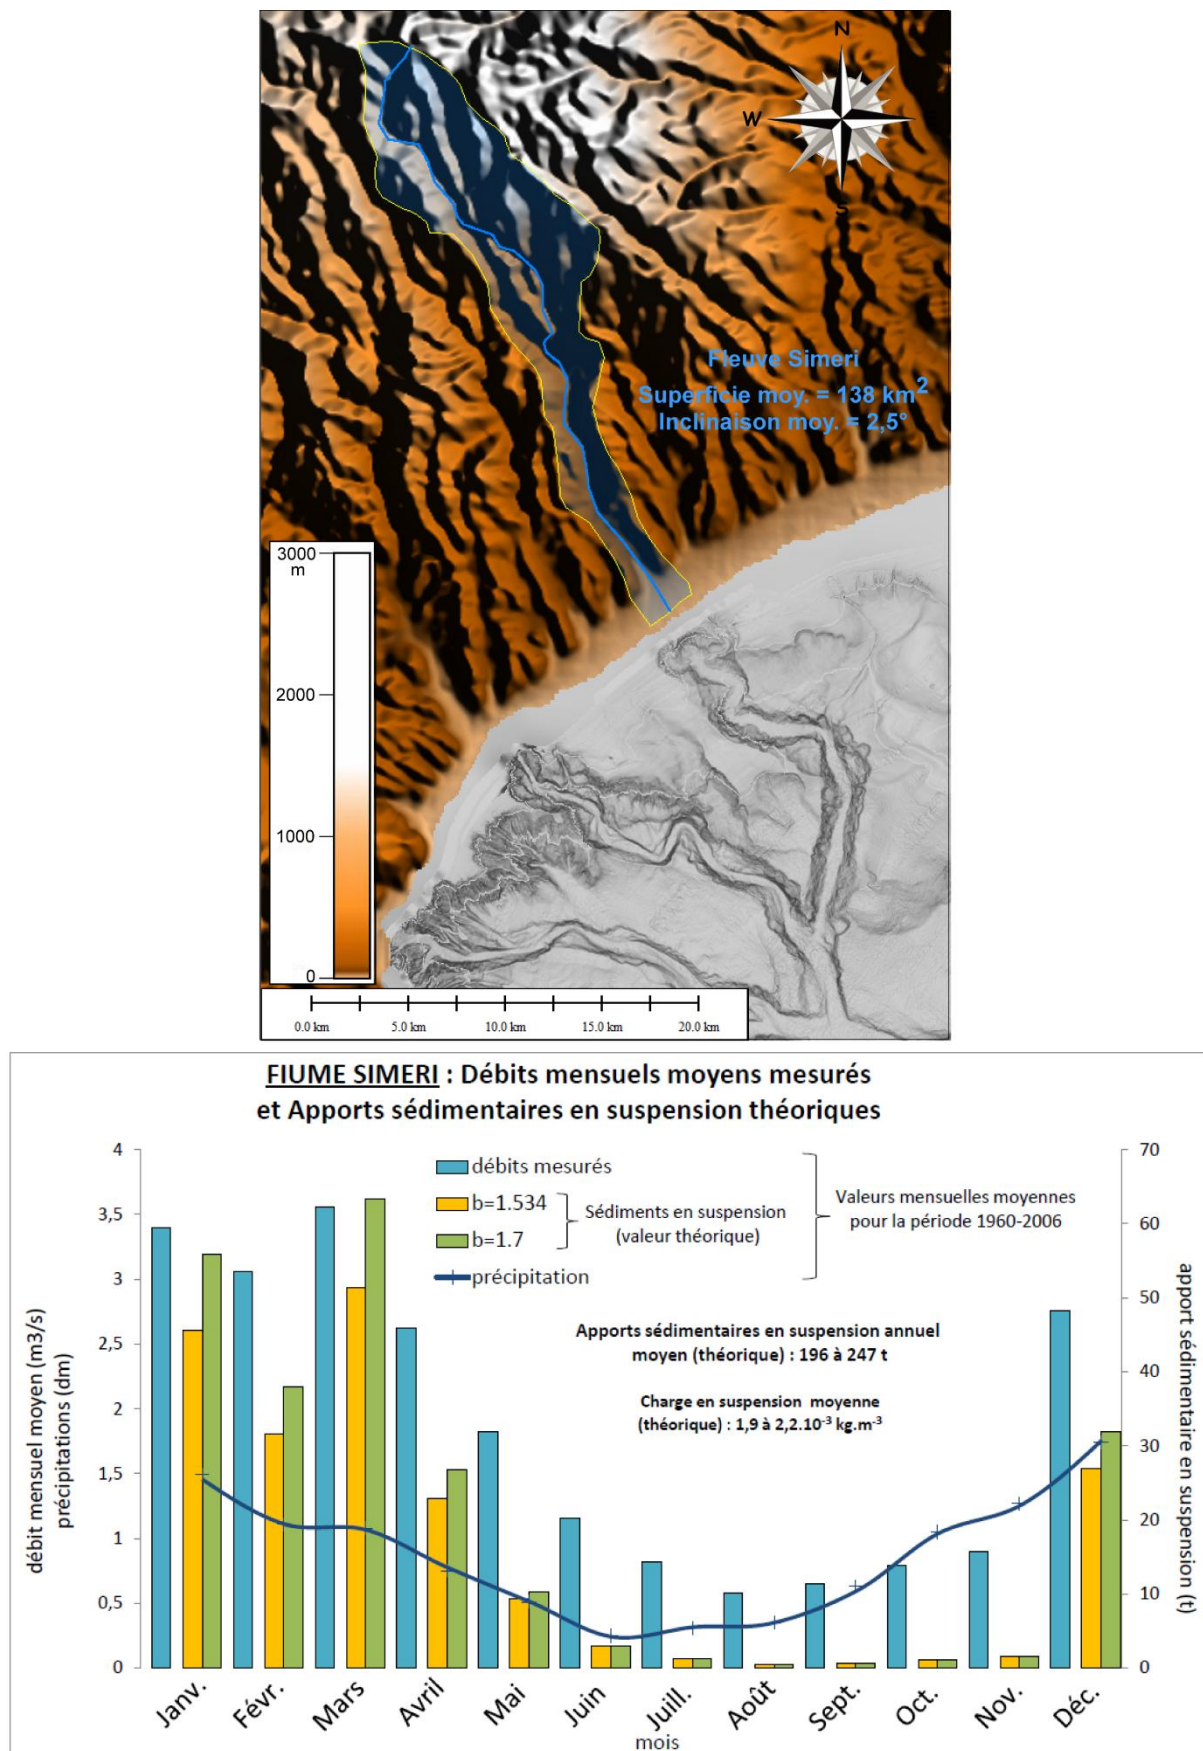 N
W
E
S
Fleuve Simeri
Superficie moy. = 138 km²
Inclinaison moy. = 2,5°
3000
m
2000
1000
0
0.0 km 5.0 km 10.0 km 15.0 km 20.0 km
FIUME SIMERI : Débits mensuels moyens mesurés
et Apports sédimentaires en suspension théoriques
débit mensuel moyen (m3/s)
précipitations (dm)
4
3,5
3
2,5
2
1,5
1
0,5
0
débits mesurés
b=1.534
b=1.7
précipitation
Sédiments en suspension
(valeur théorique)
Valeurs mensuelles moyennes
pour la période 1960-2006
Apports sédimentaires en suspension annuel
moyen (théorique) : 196 à 247 t
Charge en suspension moyenne
(théorique) : 1,9 à 2,2.10⁻³ kg.m⁻³
70
60
50
40
30
20
10
0
apport sédimentaire en suspension (t)
Janv. Févr. Mars Avril Mai Juin Juill. Août Sept. Oct. Nov. Déc.
mois